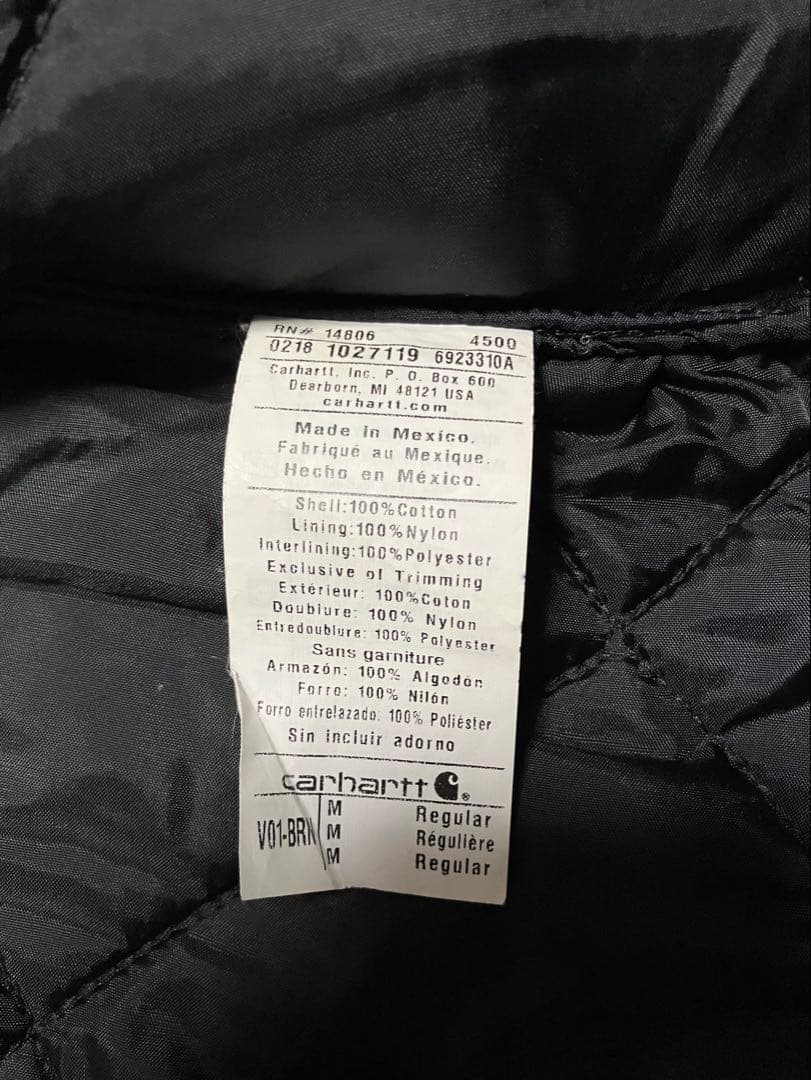 RN# 14806 4500
0218 1027119 6923310A
Carhartt, Inc. P. O. Box 600
Dearborn, MI 48121 USA
carhartt.com
Made in Mexico.
Fabriqué au Mexique.
Hecho en México.
Shell:100%Cotton
Lining:100%Nylon
Interlining:100%Polyester
Exclusive of Trimming
Extérieur: 100%Coton
Doublure: 100% Nylon
Entredoublure: 100% Polyester
Sans garniture
Armazón: 100% Algodón
Forro: 100% Nilón
Forro entrelazado: 100% Poliéster
Sin incluir adorno
carhartt ®
M Regular
V01-BRN M Régulière
M Regular